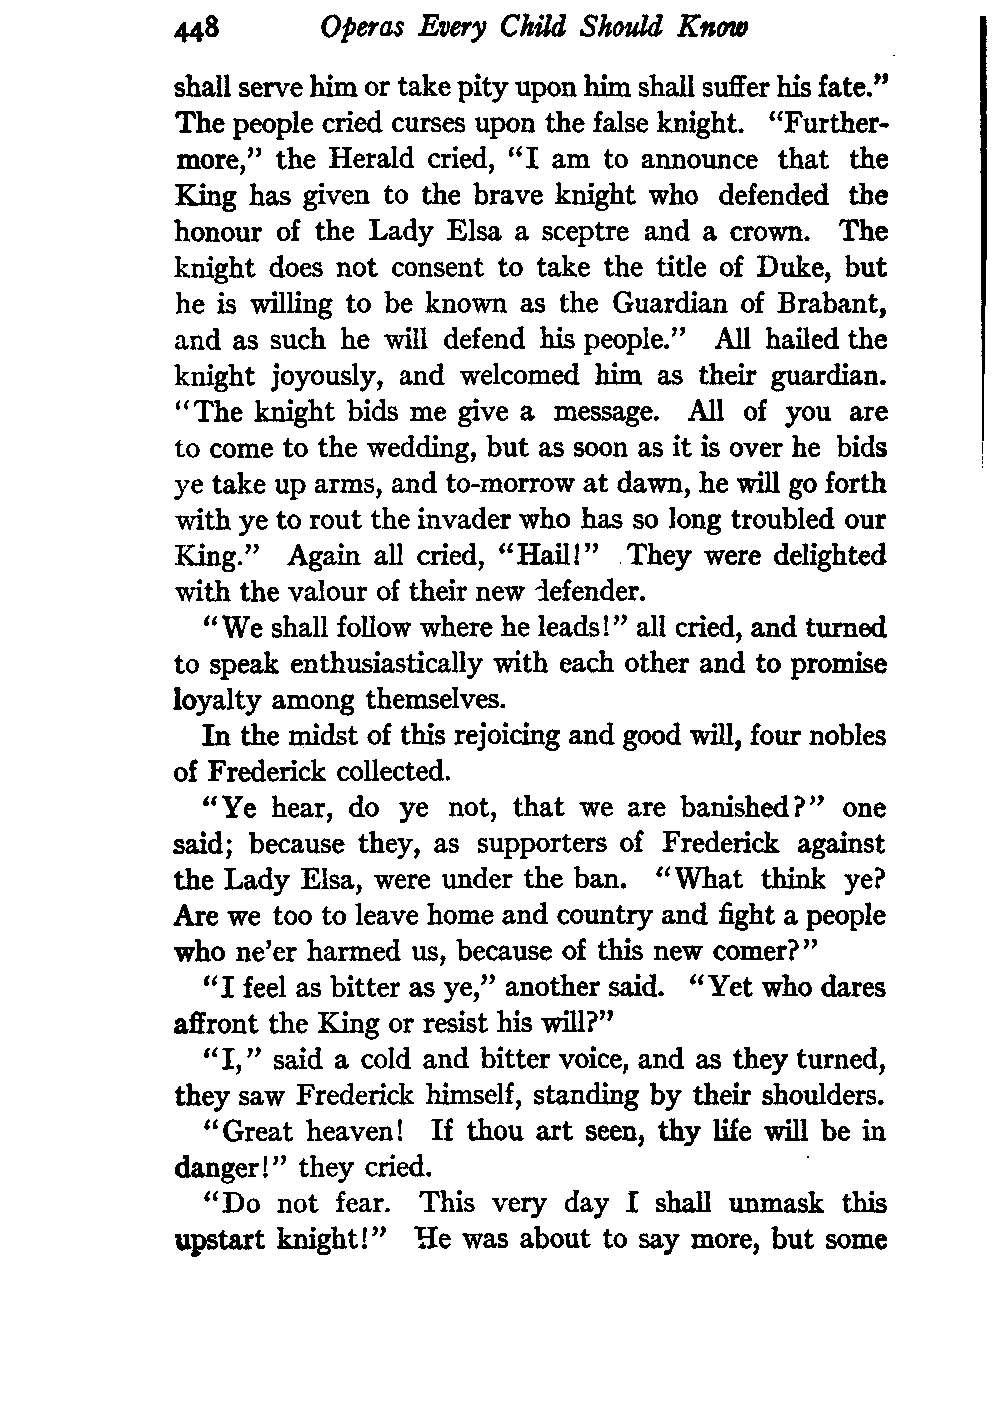 448 Operas Every Child Should Know
shall serve him or take pity upon him shall suffer his fate."
The people cried curses upon the false knight. "Further-
more," the Herald cried, "I am to announce that the
King has given to the brave knight who defended the
honour of the Lady Elsa a sceptre and a crown. The
knight does not consent to take the title of Duke, but
he is willing to be known as the Guardian of Brabant,
and as such he will defend his people." All hailed the
knight joyously, and welcomed him as their guardian.
"The knight bids me give a message. All of you are
to come to the wedding, but as soon as it is over he bids
ye take up arms, and to-morrow at dawn, he will go forth
with ye to rout the invader who has so long troubled our
King." Again all cried, "Hail!" They were delighted
with the valour of their new defender.
"We shall follow where he leads!" all cried, and turned
to speak enthusiastically with each other and to promise
loyalty among themselves.
In the midst of this rejoicing and good will, four nobles
of Frederick collected.
"Ye hear, do ye not, that we are banished?" one
said; because they, as supporters of Frederick against
the Lady Elsa, were under the ban. "What think ye?
Are we too to leave home and country and fight a people
who ne'er harmed us, because of this new comer?"
"I feel as bitter as ye," another said. "Yet who dares
affront the King or resist his will?"
"I," said a cold and bitter voice, and as they turned,
they saw Frederick himself, standing by their shoulders.
"Great heaven! If thou art seen, thy life will be in
danger!" they cried.
"Do not fear. This very day I shall unmask this
upstart knight!" He was about to say more, but some